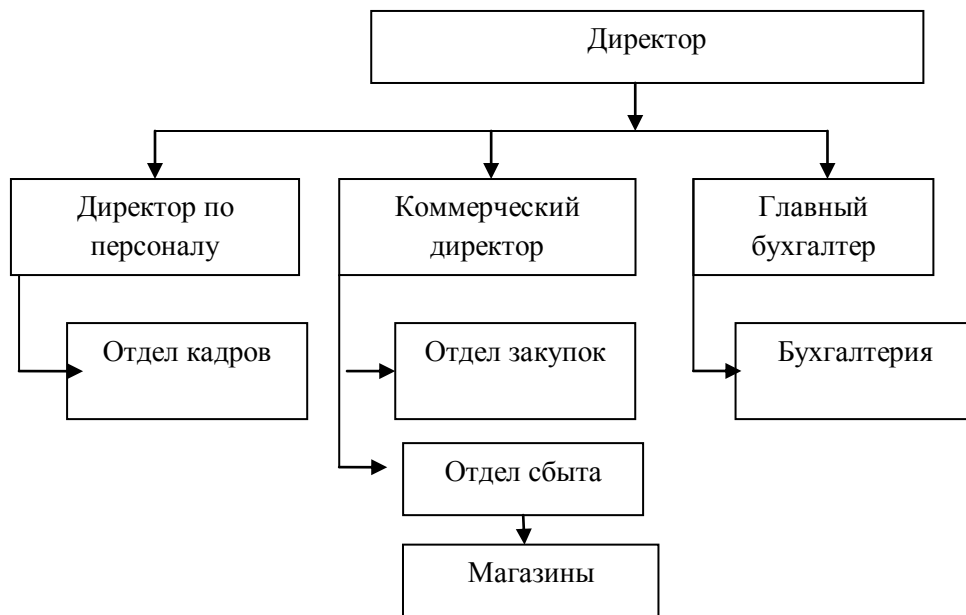 Директор
Директор по
персоналу
Коммерческий
директор
Главный
бухгалтер
Отдел кадров
Отдел закупок
Бухгалтерия
Отдел сбыта
Магазины